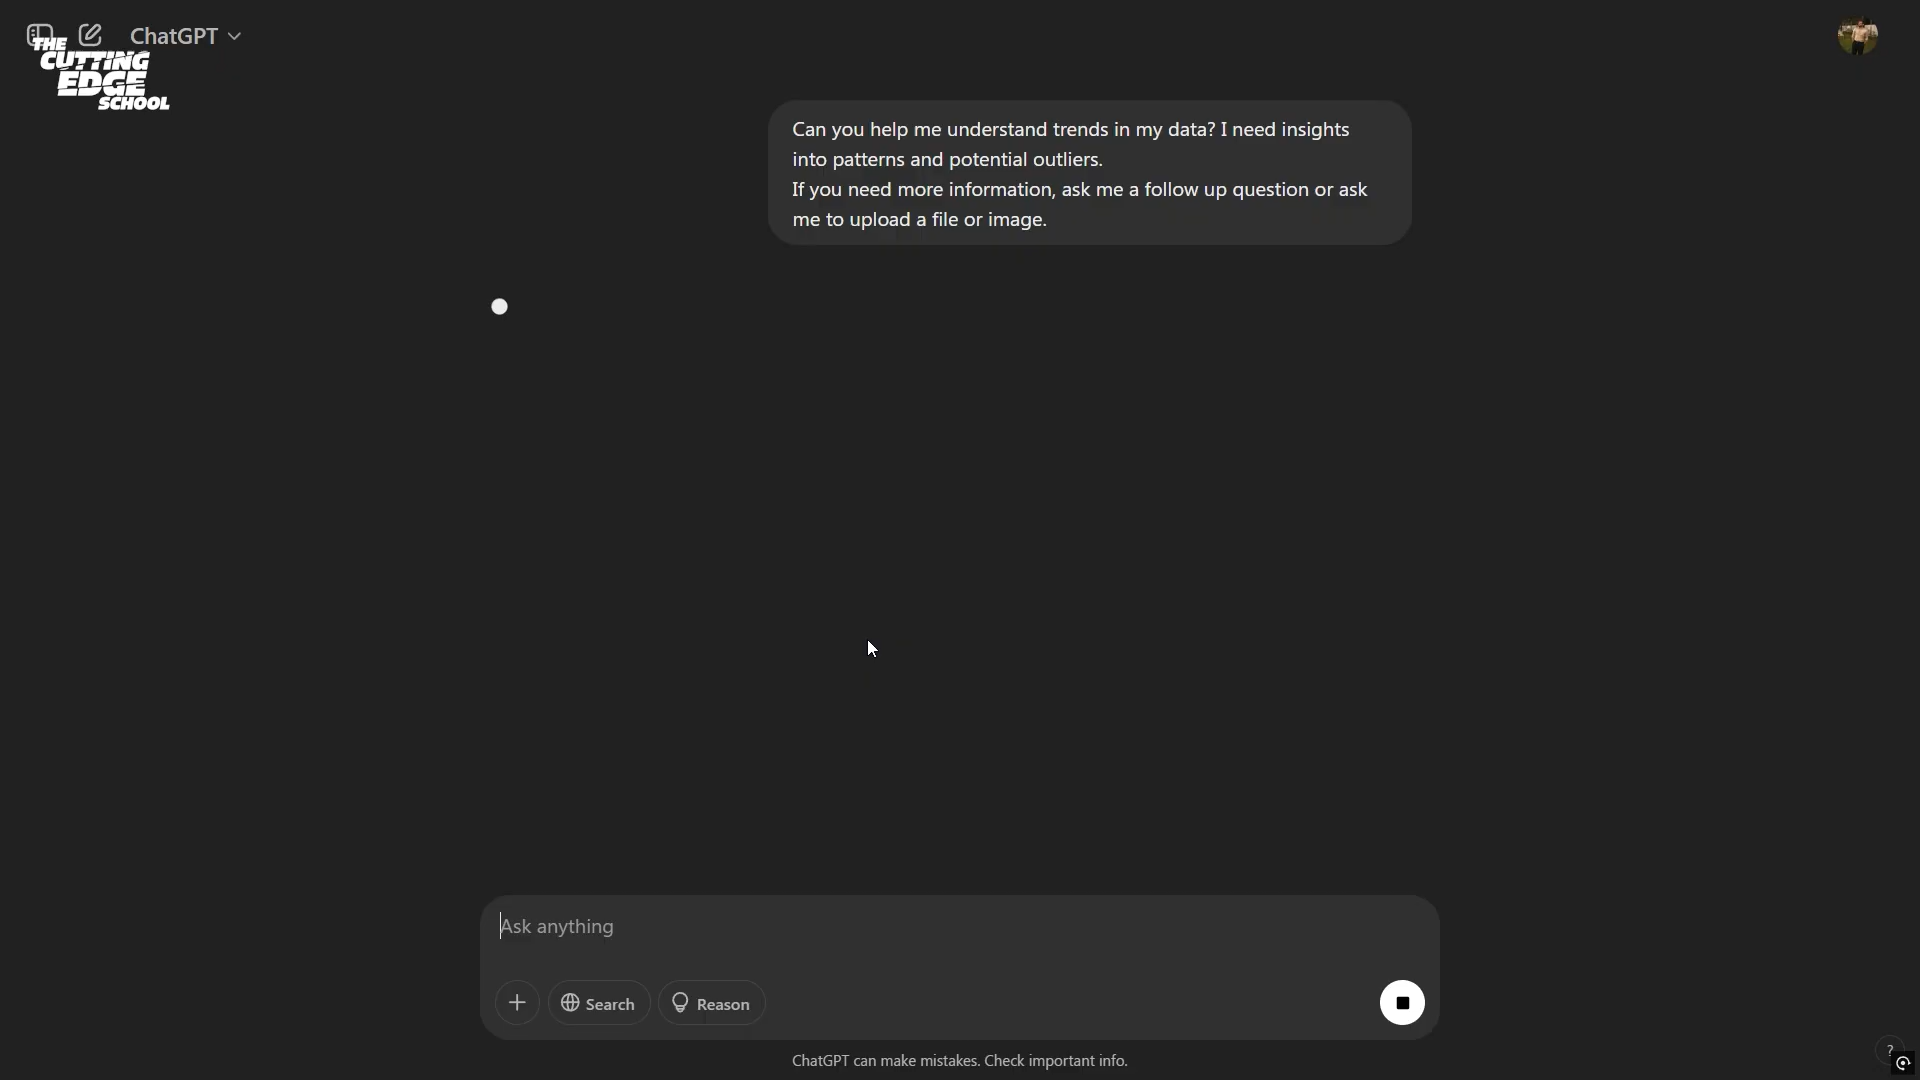 ChatGPT
THE
CUTTING
EDGE
SCHOOL
Can you help me understand trends in my data? I need insights
into patterns and potential outliers.
If you need more information, ask me a follow up question or ask
me to upload a file or image.
Ask anything
Search
Reason
ChatGPT can make mistakes. Check important info.
?